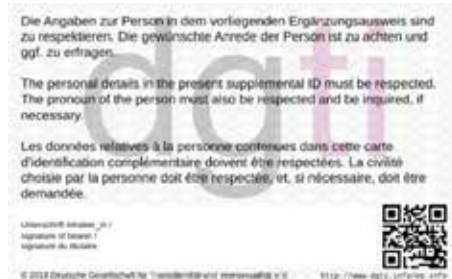 Die Angaben zur Person in dem vorliegenden Ergänzungsausweis sind
zu respektieren. Die gewünschte Anrede der Person ist zu achten und
ggf. zu erfragen.
The personal details in the present supplemental ID must be respected.
The pronoun of the person must also be respected and be inquired, if
necessary.
Les données relatives à la personne contenues dans cette carte
d'identification complémentaire doivent être respectées. La civilité
choisie par la personne doit être respectée, et, si nécessaire, doit être
demandée.
dgti
Unterschrift Inhaber_in /
signature of bearer /
signature du titulaire
© 2018 Deutsche Gesellschaft für Transidentität und Intersexualität e.V.